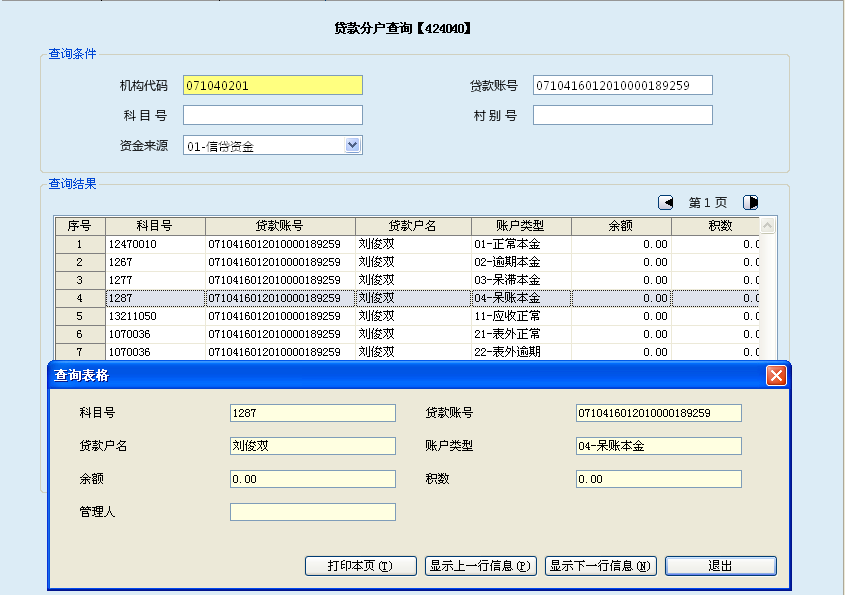 贷款分户查询【424040】
查询条件
机构代码 071040201 贷款账号 0710416012010000189259
科 目 号 村 别 号
资金来源 01-信贷资金
查询结果
第 1 页
序号 科目号 贷款账号 贷款户名 账户类型 余额 积数
1 12470010 0710416012010000189259 刘俊双 01-正常本金 0.00 0.0
2 1267 0710416012010000189259 刘俊双 02-逾期本金 0.00 0.0
3 1277 0710416012010000189259 刘俊双 03-呆滞本金 0.00 0.0
4 1287 0710416012010000189259 刘俊双 04-呆账本金 0.00 0.0
5 13211050 0710416012010000189259 刘俊双 11-应收正常 0.00 0.0
6 1070036 0710416012010000189259 刘俊双 21-表外正常 0.00 0.0
7 1070036 0710416012010000189259 刘俊双 22-表外逾期 0.00 0.0
查询表格
科目号 1287 贷款账号 0710416012010000189259
贷款户名 刘俊双 账户类型 04-呆账本金
余额 0.00 积数 0.00
管理人
打印本页(T) 显示上一行信息(P) 显示下一行信息(N) 退出